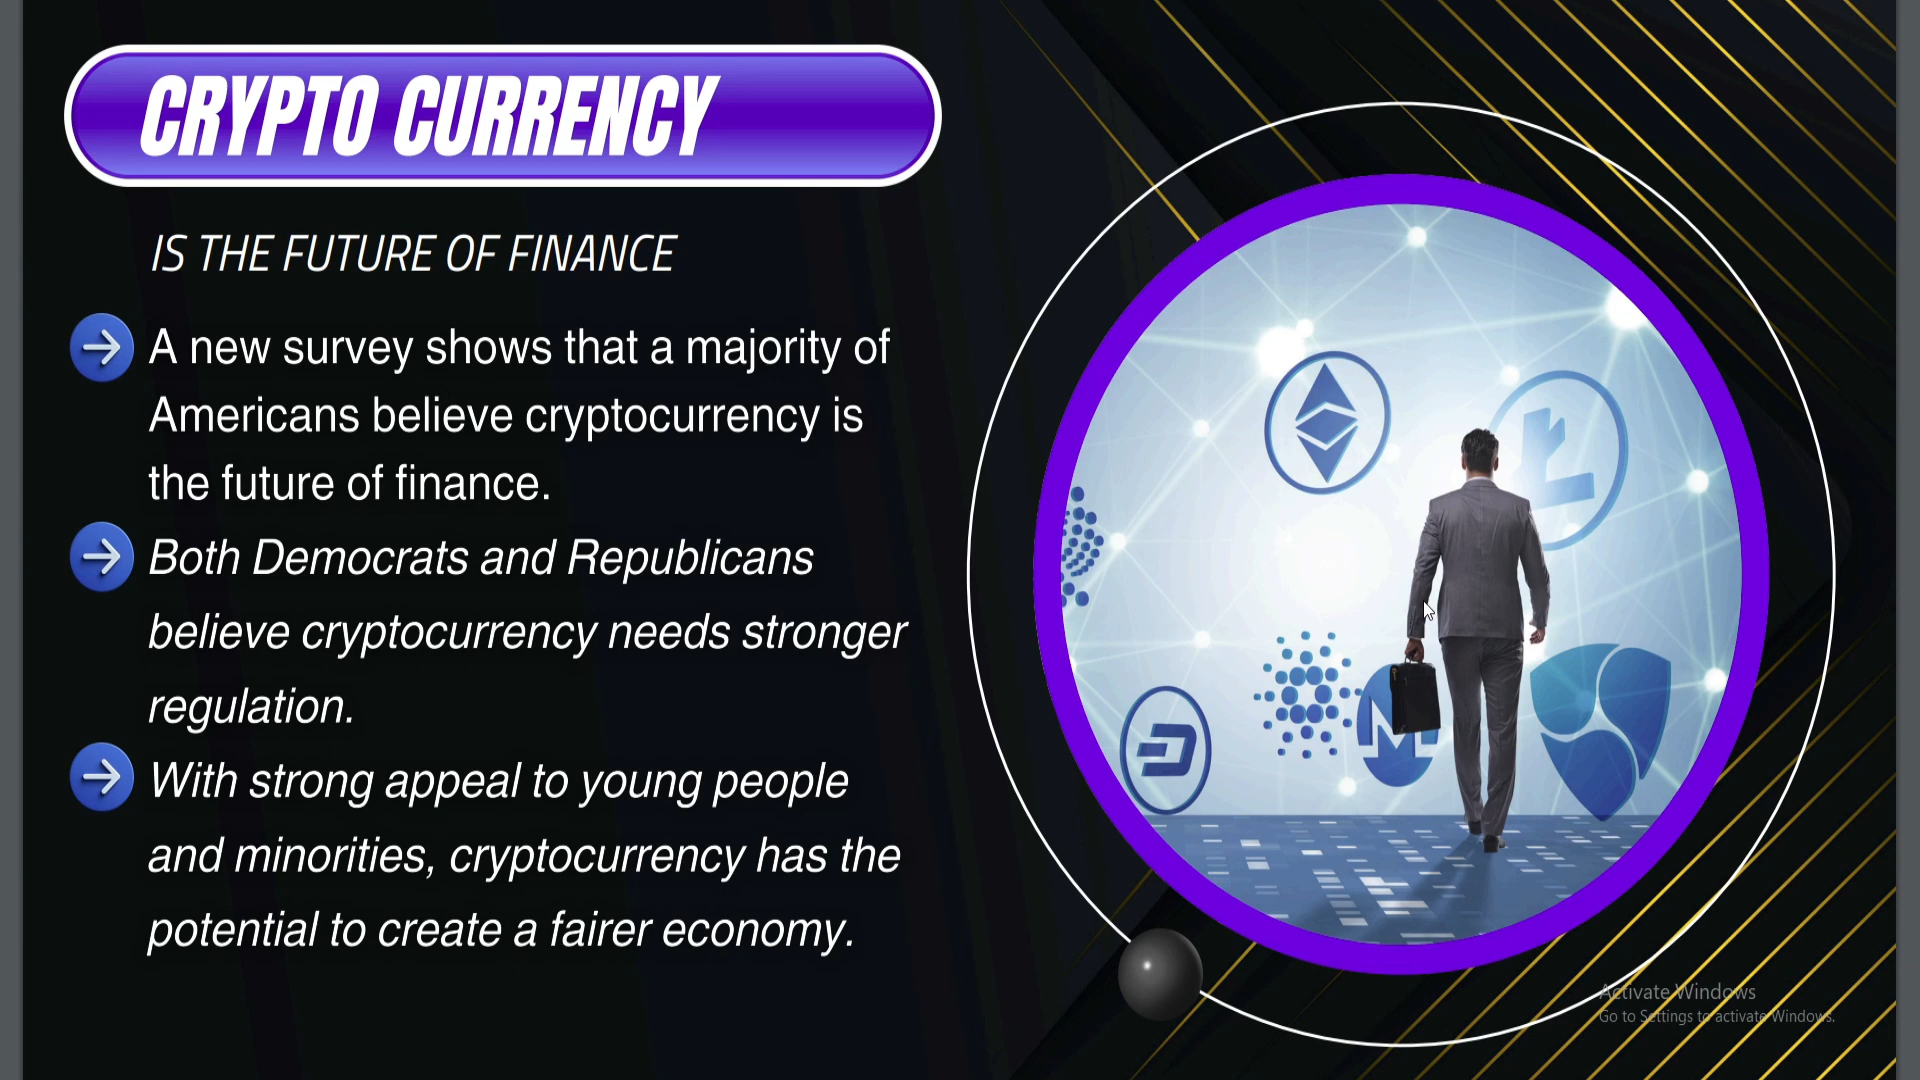 CRYPTO CURRENCY
IS THE FUTURE OF FINANCE
A new survey shows that a majority of
Americans believe cryptocurrency is
the future of finance.
Both Democrats and Republicans
believe cryptocurrency needs stronger
regulation.
With strong appeal to young people
and minorities, cryptocurrency has the
potential to create a fairer economy.
Activate Windows
Go to Settings to activate Windows.